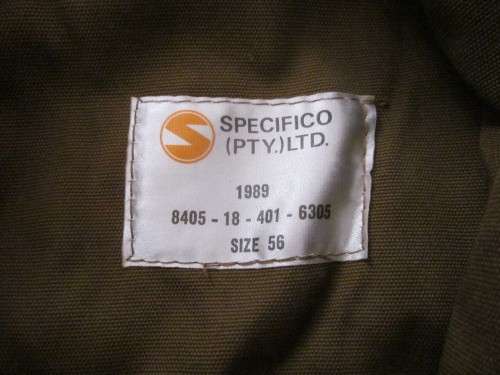 SPECIFICO
(PTY.)LTD.
1989
8405 - 18 - 401 - 6305
SIZE 56